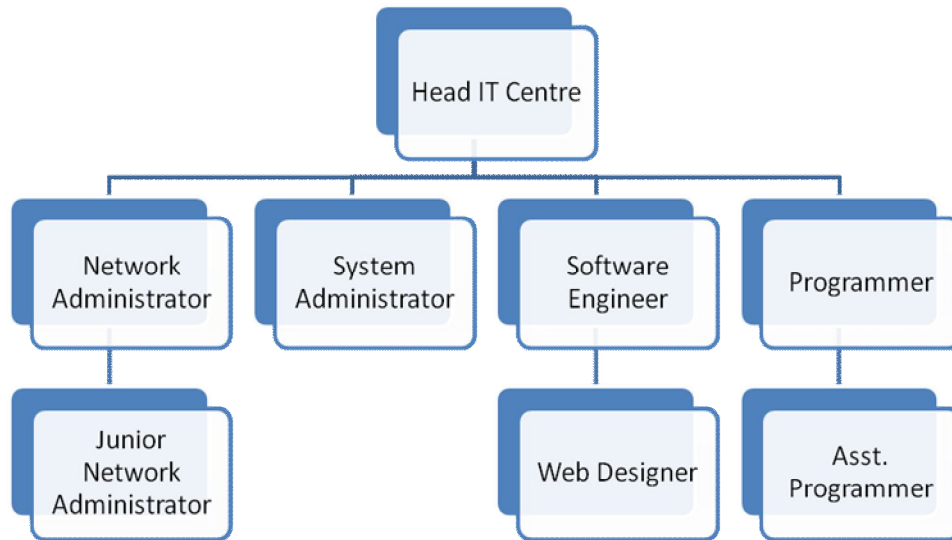 Head IT Centre
Network
Administrator
System
Administrator
Software
Engineer
Programmer
Junior
Network
Administrator
Web Designer
Asst.
Programmer